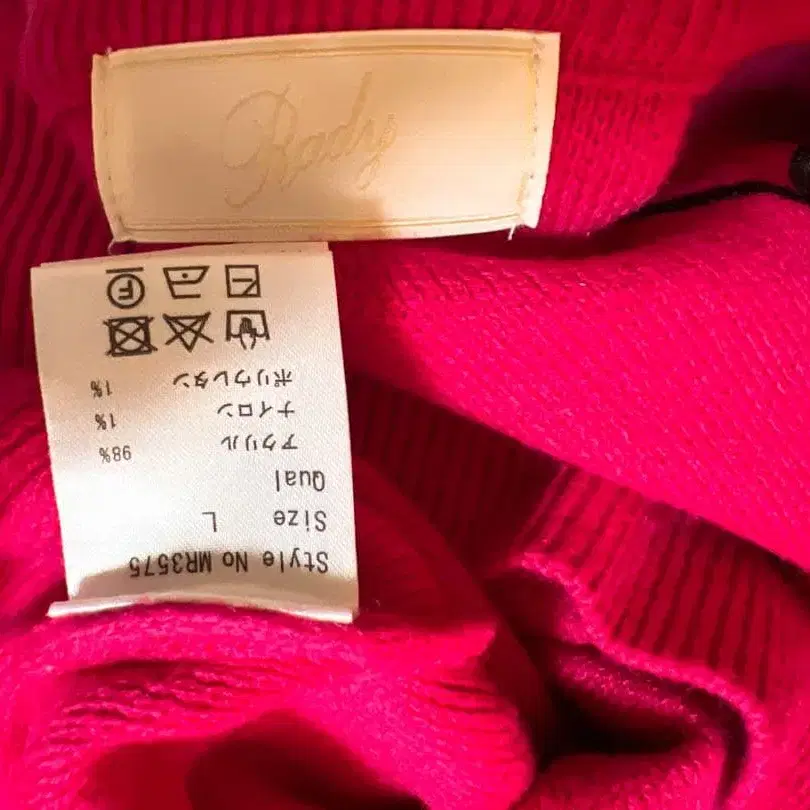 Rady
Style No MR3575
Size L
Qual
アクリル 98%
ナイロン 1%
ポリウレタン 1%
F